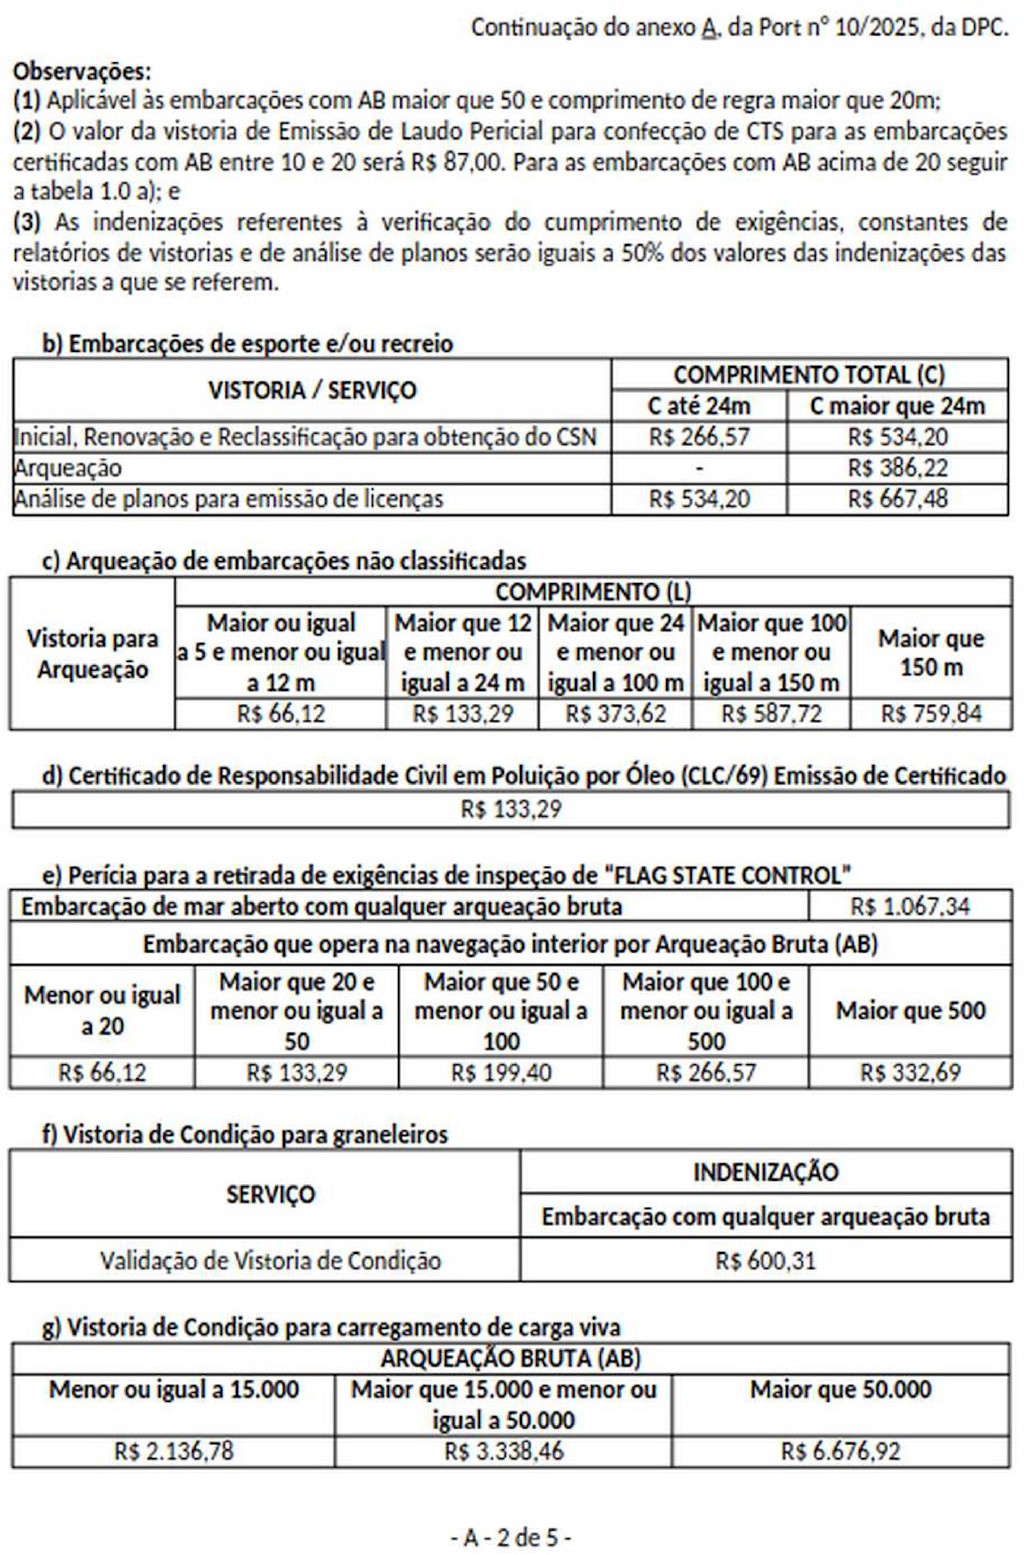 Continuação do anexo A, da Port n° 10/2025, da DPC.
Observações:
(1) Aplicável às embarcações com AB maior que 50 e comprimento de regra maior que 20m;
(2) O valor da vistoria de Emissão de Laudo Pericial para confecção de CTS para as embarcações
certificadas com AB entre 10 e 20 será R$ 87,00. Para as embarcações com AB acima de 20 seguir
a tabela 1.0 a); e
(3) As indenizações referentes à verificação do cumprimento de exigências, constantes de
relatórios de vistorias e de análise de planos serão iguais a 50% dos valores das indenizações das
vistorias a que se referem.
b) Embarcações de esporte e/ou recreio
VISTORIA / SERVIÇO
COMPRIMENTO TOTAL (C)
C até 24m
C maior que 24m
Inicial, Renovação e Reclassificação para obtenção do CSN
R$ 266,57
R$ 534,20
Arqueação
-
R$ 386,22
Análise de planos para emissão de licenças
R$ 534,20
R$ 667,48
c) Arqueação de embarcações não classificadas
Vistoria para
Arqueação
COMPRIMENTO (L)
Maior ou igual
a 5 e menor ou igual
a 12 m
Maior que 12
e menor ou
igual a 24 m
Maior que 24
e menor ou
igual a 100 m
Maior que 100
e menor ou
igual a 150 m
Maior que
150 m
R$ 66,12
R$ 133,29
R$ 373,62
R$ 587,72
R$ 759,84
d) Certificado de Responsabilidade Civil em Poluição por Óleo (CLC/69) Emissão de Certificado
R$ 133,29
e) Perícia para a retirada de exigências de inspeção de “FLAG STATE CONTROL”
Embarcação de mar aberto com qualquer arqueação bruta
R$ 1.067,34
Embarcação que opera na navegação interior por Arqueação Bruta (AB)
Menor ou igual
a 20
Maior que 20 e
menor ou igual a
50
Maior que 50 e
menor ou igual a
100
Maior que 100 e
menor ou igual a
500
Maior que 500
R$ 66,12
R$ 133,29
R$ 199,40
R$ 266,57
R$ 332,69
f) Vistoria de Condição para graneleiros
SERVIÇO
INDENIZAÇÃO
Embarcação com qualquer arqueação bruta
Validação de Vistoria de Condição
R$ 600,31
g) Vistoria de Condição para carregamento de carga viva
ARQUEAÇÃO BRUTA (AB)
Menor ou igual a 15.000
Maior que 15.000 e menor ou
igual a 50.000
Maior que 50.000
R$ 2.136,78
R$ 3.338,46
R$ 6.676,92
- A - 2 de 5 -